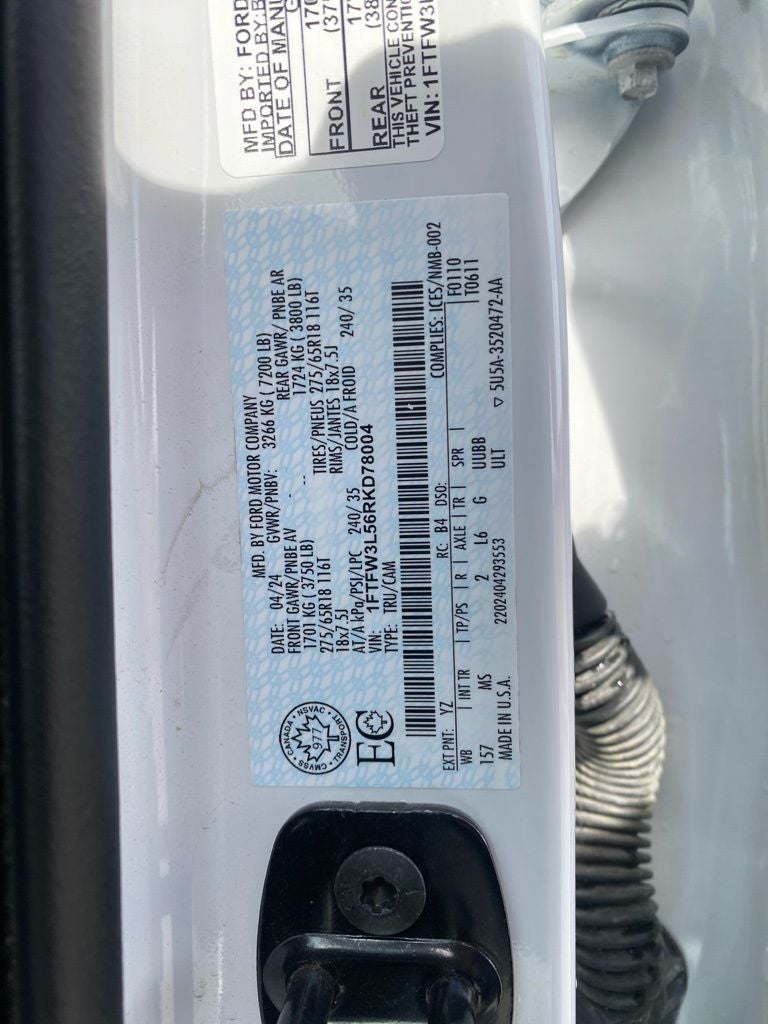 MFD BY: FORD
IMPORTED BY:
DATE OF MANU
FRONT
REAR
THIS VEHICLE CON
THEFT PREVENTION
VIN: 1FTFW3L
MFD. BY FORD MOTOR COMPANY
DATE: 04/24 GVWR/PNBV: 3266 KG ( 7200 LB)
FRONT GAWR/PNBE AV REAR GAWR/ PNBE AR
1701 KG ( 3750 LB) -- 1724 KG ( 3800 LB)
275/65R18 116T TIRES/PNEUS 275/65R18 116T
18x7.5J RIMS/JANTES 18x7.5J
AT/A kPa/PSI/LPC 240/ 35 COLD/A FROID 240/ 35
VIN: 1FTFW3L56RKD78004
TYPE: TRU/CAM
CANADA • NSVAC • TRANSPORT • CMVSS
977
EC
COMPLIES: ICES/NMB-002
EXT PNT: YZ RC: B4 DSO: F0110
WB | INT TR | TP/PS | R | AXLE | TR | SPR | T0611
157 MS 2 L6 G UUBB
2202404293553 ULT
MADE IN U.S.A. ▽ 5U5A-3520472-AA